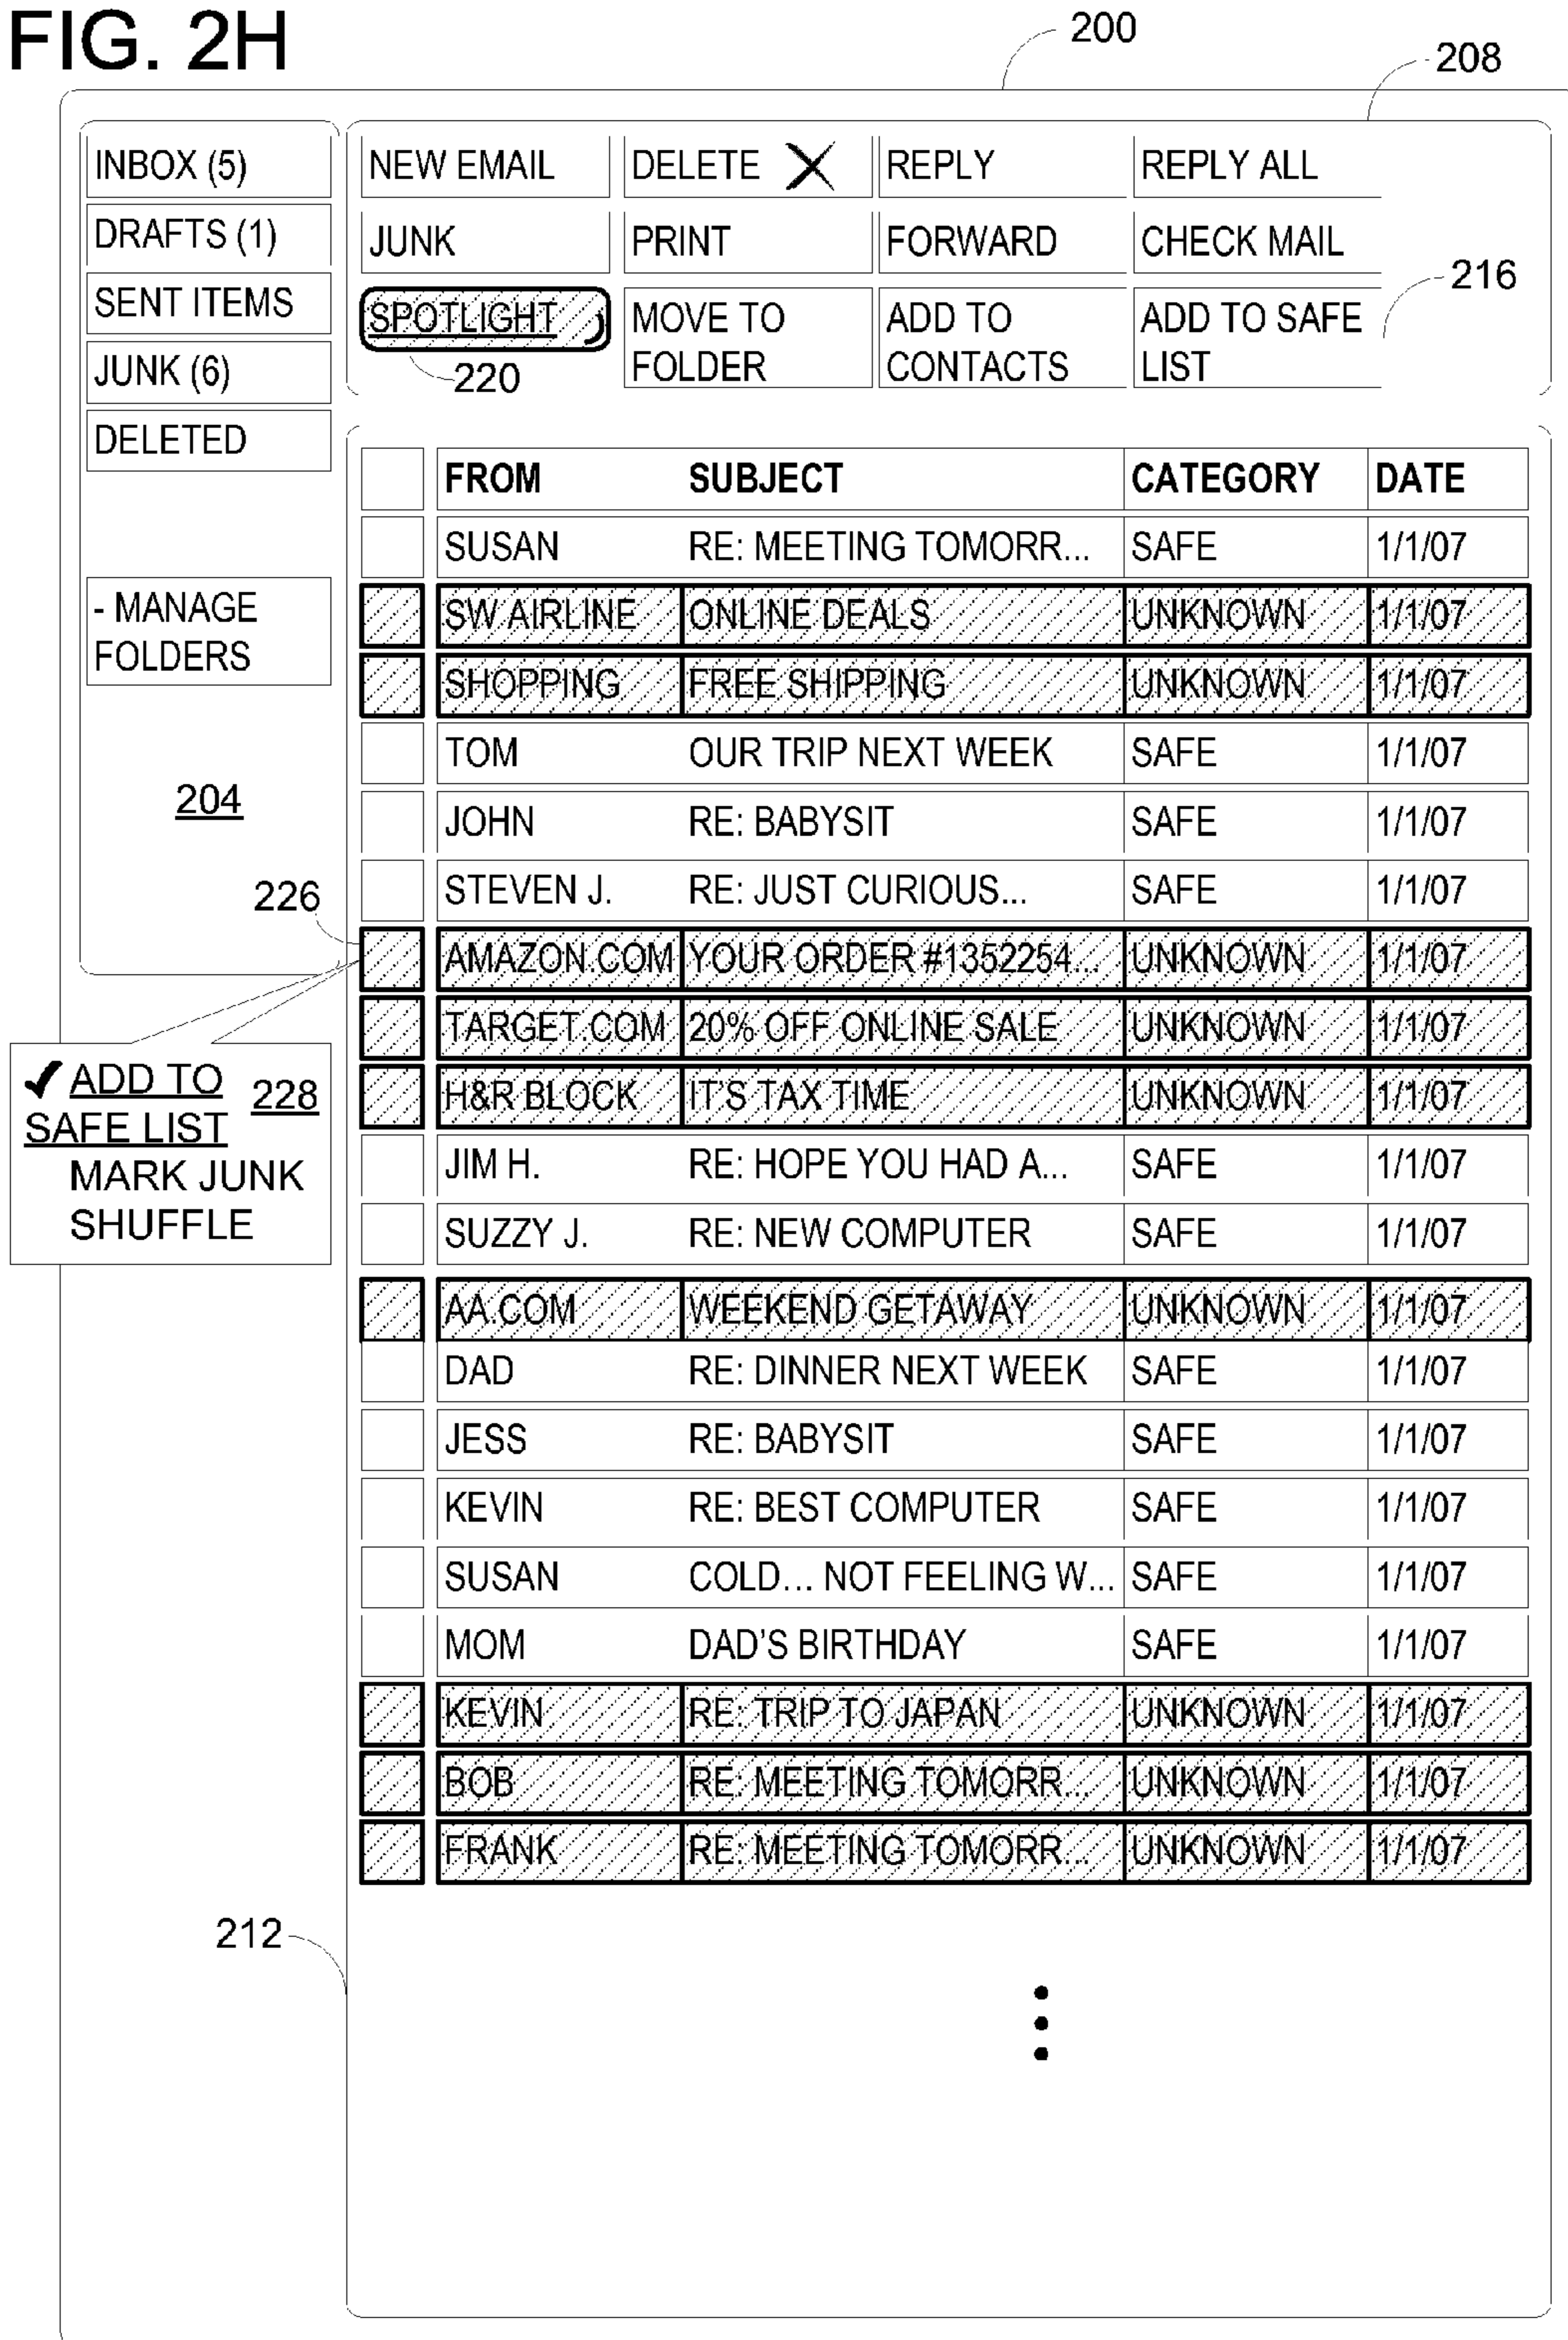 FIG. 2H
200
208
INBOX (5)
DRAFTS (1)
SENT ITEMS
JUNK (6)
DELETED
- MANAGE
FOLDERS
204
NEW EMAIL DELETE REPLY REPLY ALL
JUNK PRINT FORWARD CHECK MAIL
216
SPOTLIGHT MOVE TO FOLDER ADD TO CONTACTS ADD TO SAFE LIST
220
FROM SUBJECT CATEGORY DATE
SUSAN RE: MEETING TOMORR... SAFE 1/1/07
SW AIRLINE ONLINE DEALS UNKNOWN 1/1/07
SHOPPING FREE SHIPPING UNKNOWN 1/1/07
TOM OUR TRIP NEXT WEEK SAFE 1/1/07
JOHN RE: BABYSIT SAFE 1/1/07
STEVEN J. RE: JUST CURIOUS... SAFE 1/1/07
226
AMAZON.COM YOUR ORDER #1352254... UNKNOWN 1/1/07
TARGET.COM 20% OFF ONLINE SALE UNKNOWN 1/1/07
H&R BLOCK IT'S TAX TIME UNKNOWN 1/1/07
JIM H. RE: HOPE YOU HAD A... SAFE 1/1/07
SUZZY J. RE: NEW COMPUTER SAFE 1/1/07
AA.COM WEEKEND GETAWAY UNKNOWN 1/1/07
DAD RE: DINNER NEXT WEEK SAFE 1/1/07
JESS RE: BABYSIT SAFE 1/1/07
KEVIN RE: BEST COMPUTER SAFE 1/1/07
SUSAN COLD... NOT FEELING W... SAFE 1/1/07
MOM DAD'S BIRTHDAY SAFE 1/1/07
KEVIN RE: TRIP TO JAPAN UNKNOWN 1/1/07
BOB RE: MEETING TOMORR... UNKNOWN 1/1/07
FRANK RE: MEETING TOMORR... UNKNOWN 1/1/07
✔ ADD TO
SAFE LIST
228
MARK JUNK
SHUFFLE
212